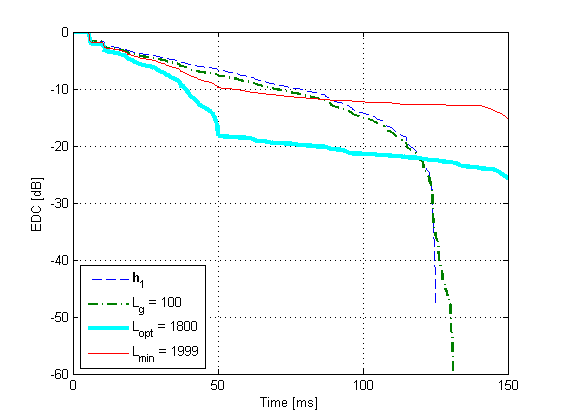 0
-10
-20
-30
-40
-50
-60
EDC [dB]
h1
Lg = 100
Lopt = 1800
Lmin = 1999
0 50 100 150
Time [ms]